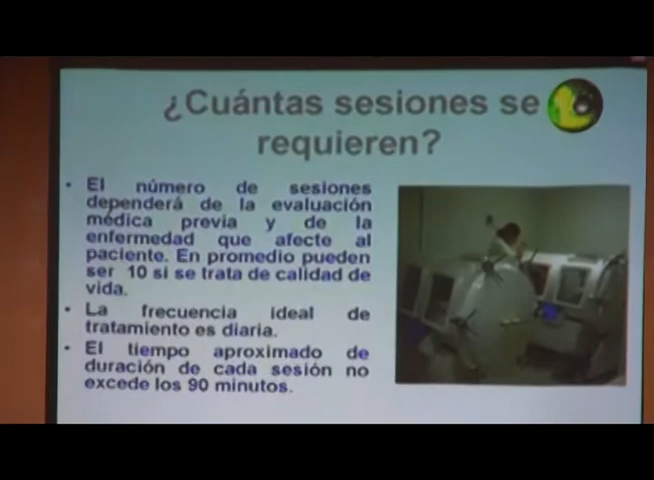 ¿Cuántas sesiones se
requieren?
• El número de sesiones
dependerá de la evaluación
médica previa y de la
enfermedad que afecte al
paciente. En promedio pueden
ser 10 si se trata de calidad de
vida.
• La frecuencia ideal de
tratamiento es diaria.
• El tiempo aproximado de
duración de cada sesión no
excede los 90 minutos.